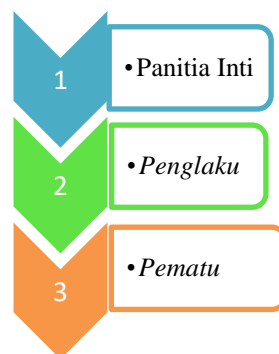 1
• Panitia Inti
2
• Penglaku
3
• Pematu